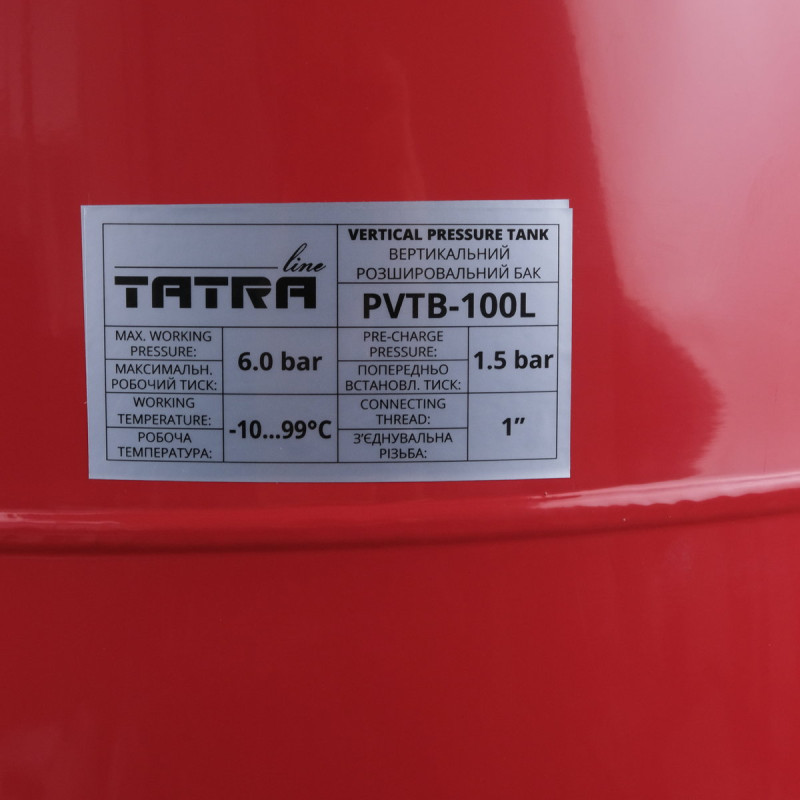 TATRA line
VERTICAL PRESSURE TANK
ВЕРТИКАЛЬНИЙ
РОЗШИРОВАЛЬНИЙ БАК
PVTB-100L
MAX. WORKING
PRESSURE:
МАКСИМАЛЬН.
РОБОЧИЙ ТИСК:
6.0 bar
PRE-CHARGE
PRESSURE:
ПОПЕРЕДНЬО
ВСТАНОВЛ. ТИСК:
1.5 bar
WORKING
TEMPERATURE:
РОБОЧА
ТЕМПЕРАТУРА:
-10...99°C
CONNECTING
THREAD:
З’ЄДНУВАЛЬНА
РІЗЬБА:
1”